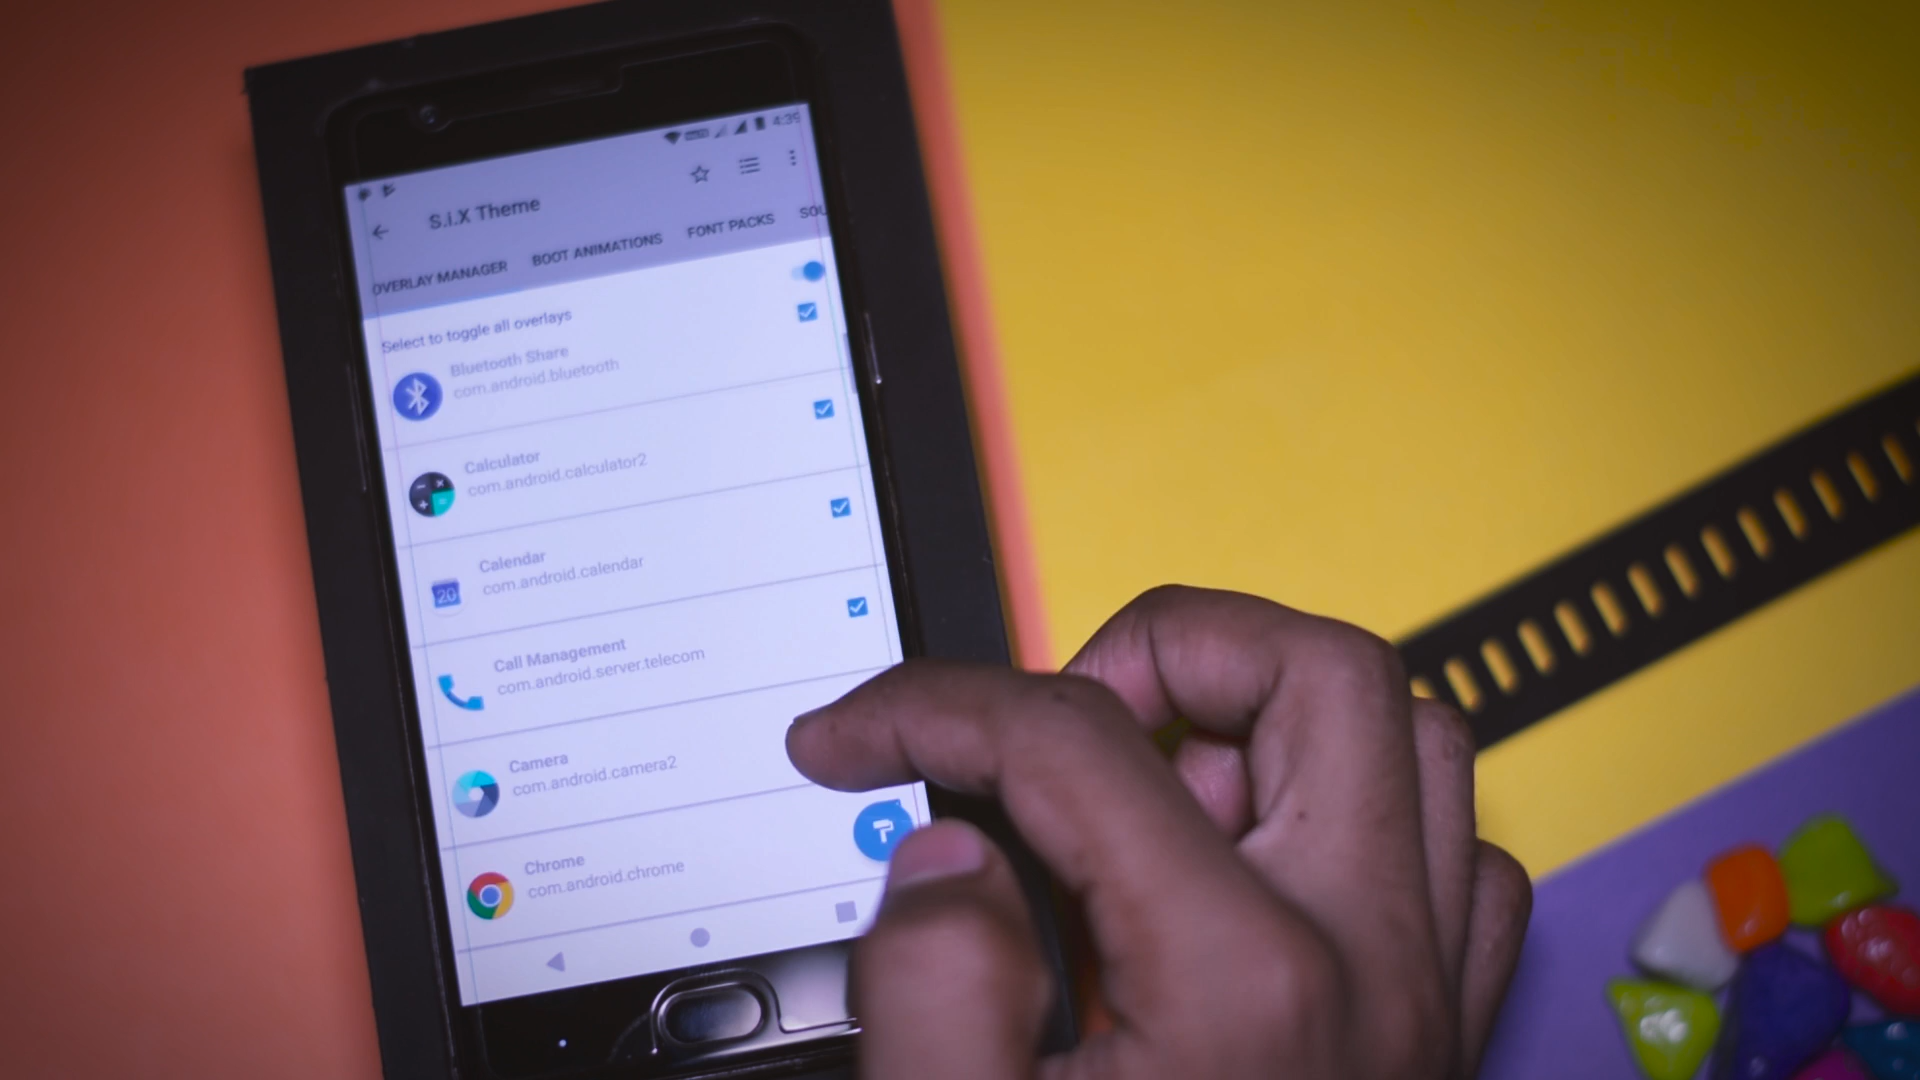 4:39
S.i.X Theme
OVERLAY MANAGER BOOT ANIMATIONS FONT PACKS SOU
Select to toggle all overlays
Bluetooth Share
com.android.bluetooth
Calculator
com.android.calculator2
Calendar
com.android.calendar
20
Call Management
com.android.server.telecom
Camera
com.android.camera2
Chrome
com.android.chrome